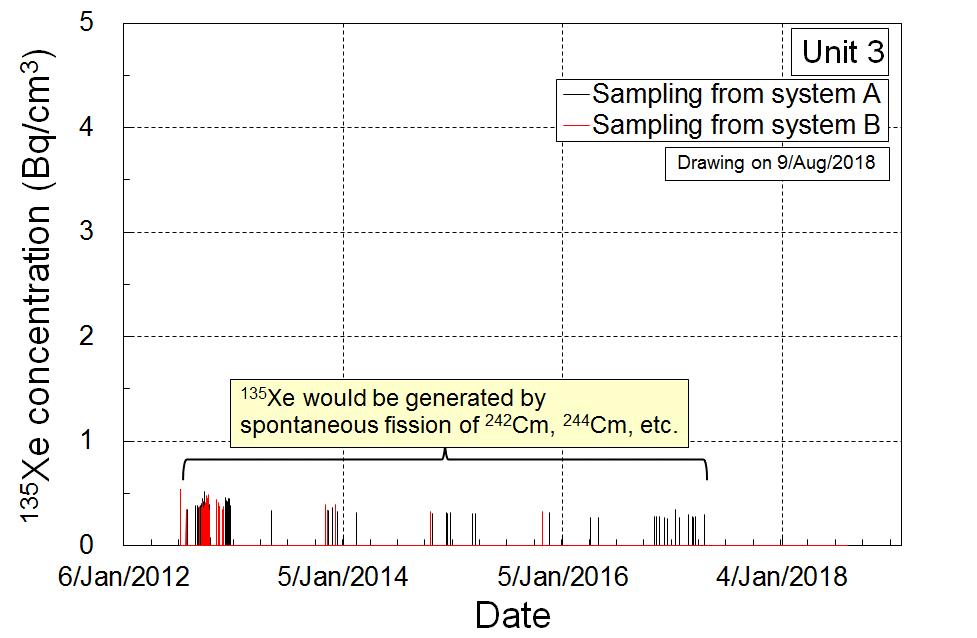 5
4
3
2
1
0
¹³⁵Xe concentration (Bq/cm³)
Unit 3
Sampling from system A
Sampling from system B
Drawing on 9/Aug/2018
¹³⁵Xe would be generated by
spontaneous fission of ²⁴²Cm, ²⁴⁴Cm, etc.
6/Jan/2012 5/Jan/2014 5/Jan/2016 4/Jan/2018
Date